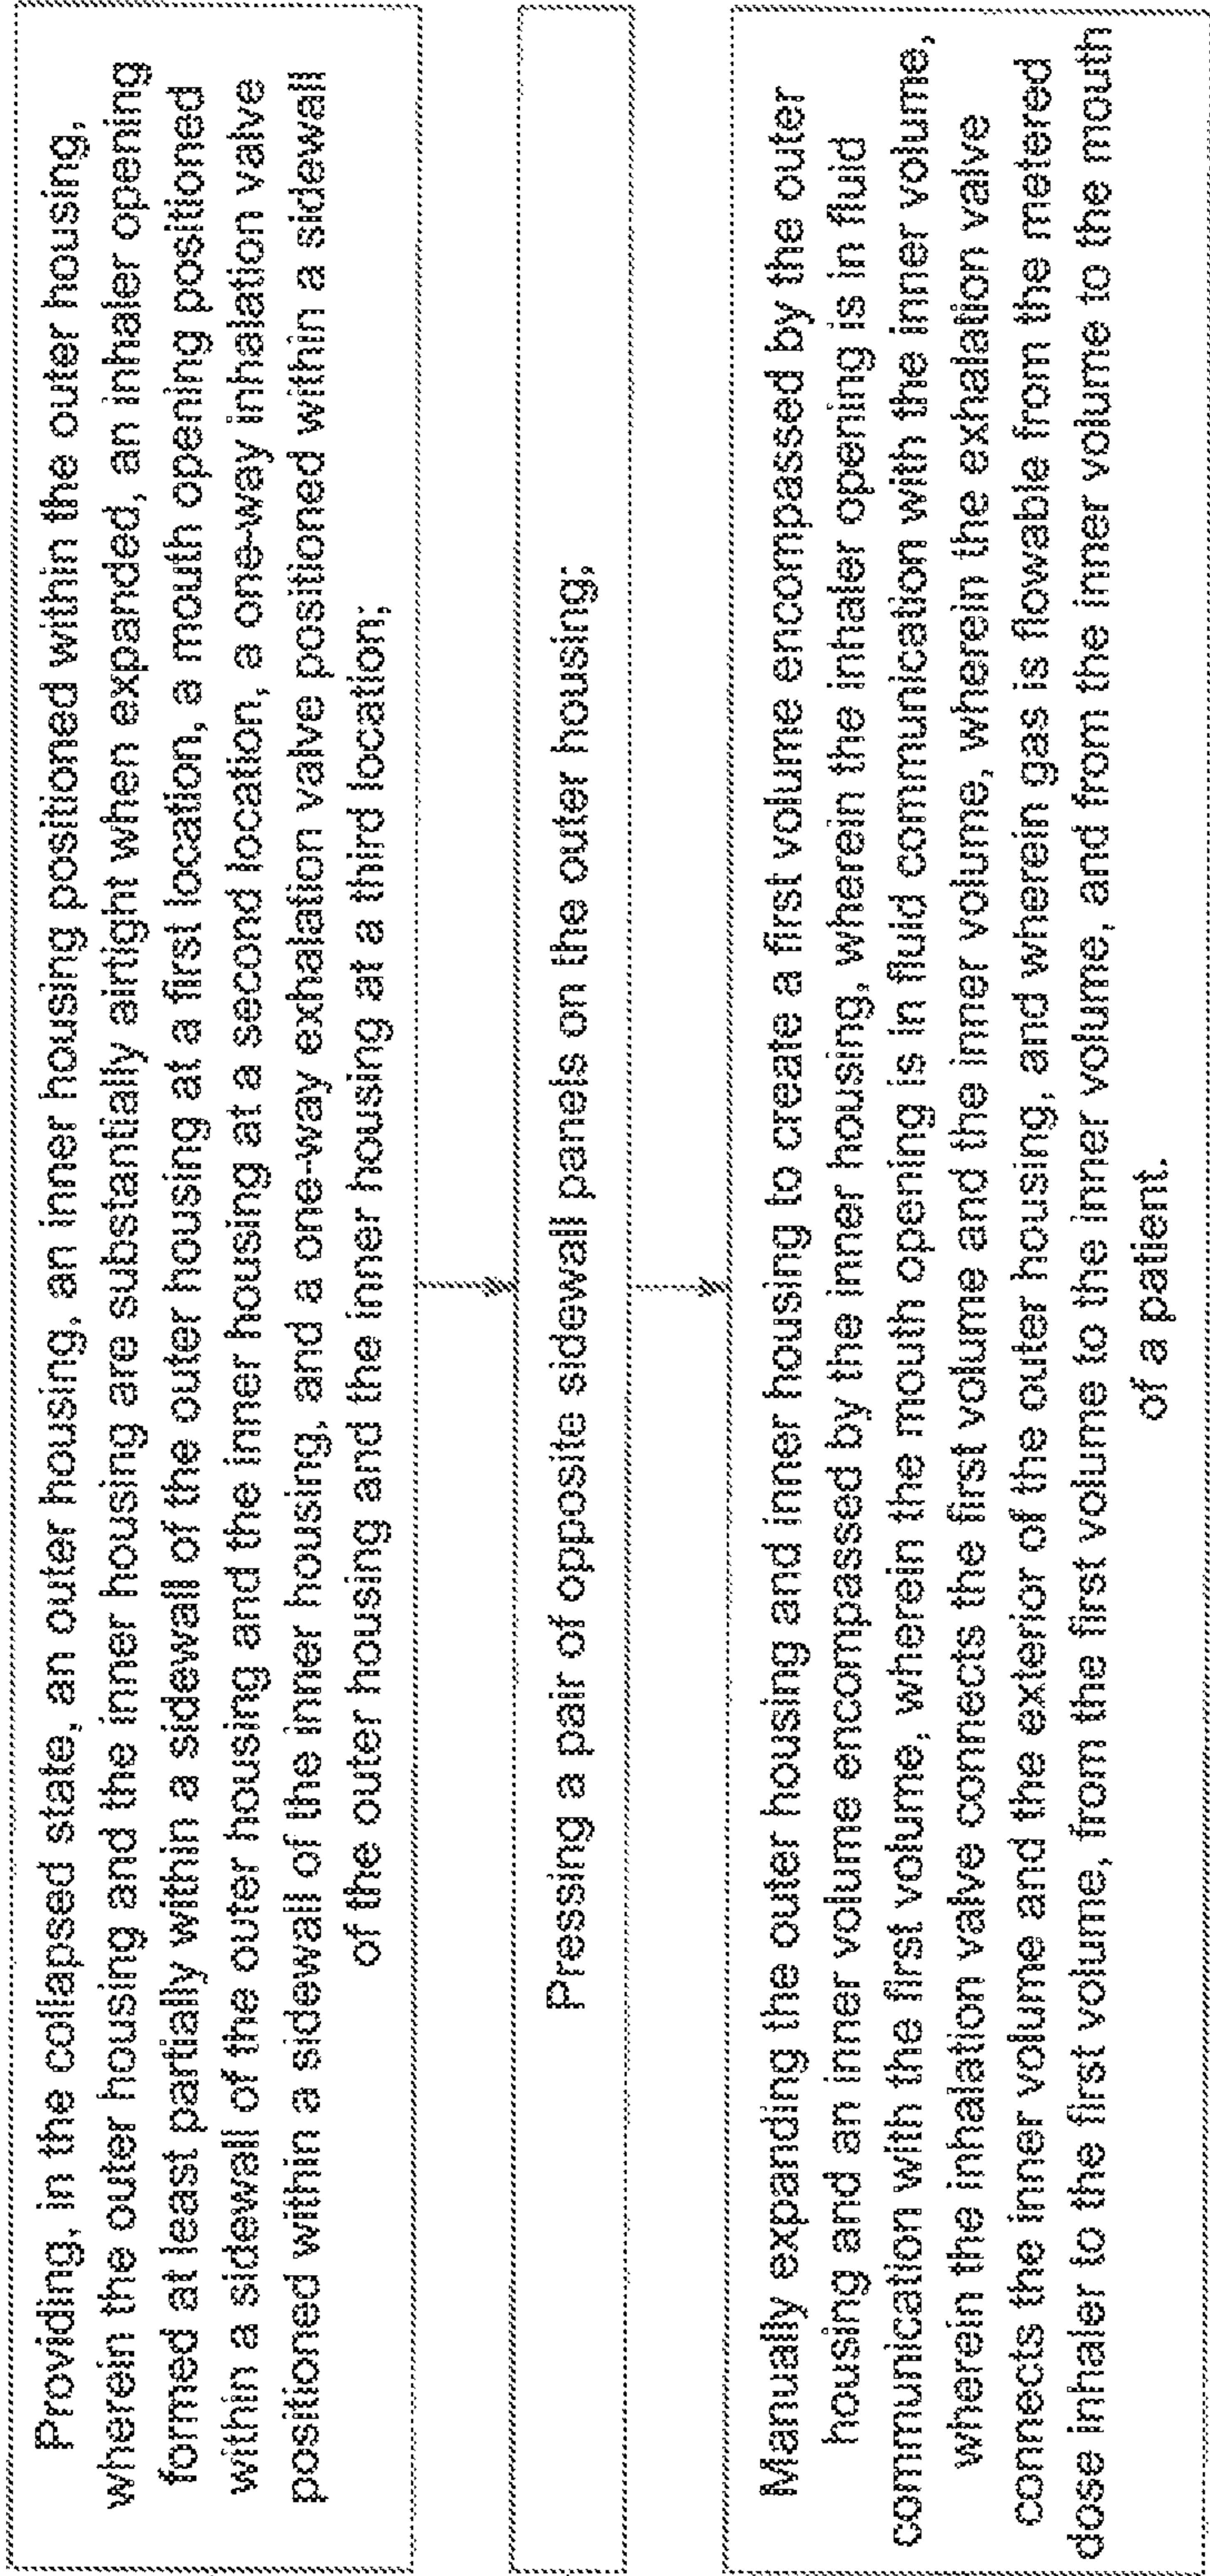 Providing, in the collapsed state, an outer housing, an inner housing positioned within the outer housing,
wherein the outer housing and the inner housing are substantially airtight when expanded, an inhaler opening
formed at least partially within a sidewall of the outer housing at a first location, a mouth opening positioned
within a sidewall of the outer housing and the inner housing at a second location, a one-way inhalation valve
positioned within a sidewall of the inner housing, and a one-way exhalation valve positioned within a sidewall
of the outer housing and the inner housing at a third location;
Pressing a pair of opposite sidewall panels on the outer housing;
Manually expanding the outer housing and inner housing to create a first volume encompassed by the outer
housing and an inner volume encompassed by the inner housing, wherein the inhaler opening is in fluid
communication with the first volume, wherein the mouth opening is in fluid communication with the inner volume,
wherein the inhalation valve connects the first volume and the inner volume, wherein the exhalation valve
connects the inner volume and the exterior of the outer housing, and wherein gas is flowable from the metered
dose inhaler to the first volume, from the first volume to the inner volume, and from the inner volume to the mouth
of a patient.